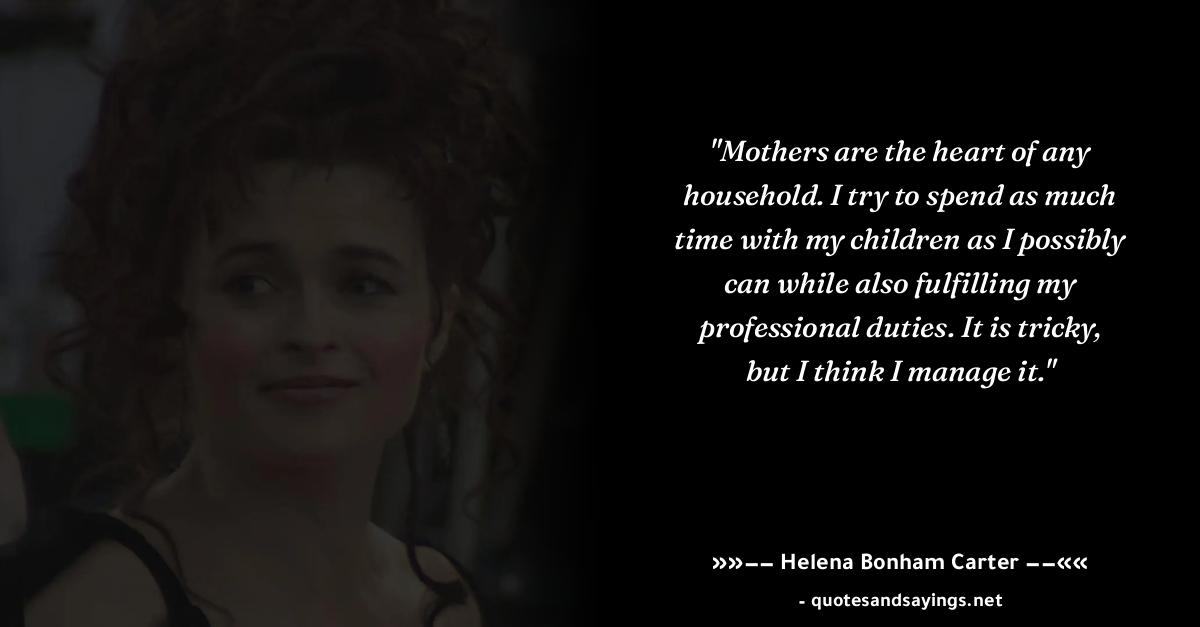 "Mothers are the heart of any
household. I try to spend as much
time with my children as I possibly
can while also fulfilling my
professional duties. It is tricky,
but I think I manage it."
»»–– Helena Bonham Carter ––««
- quotesandsayings.net